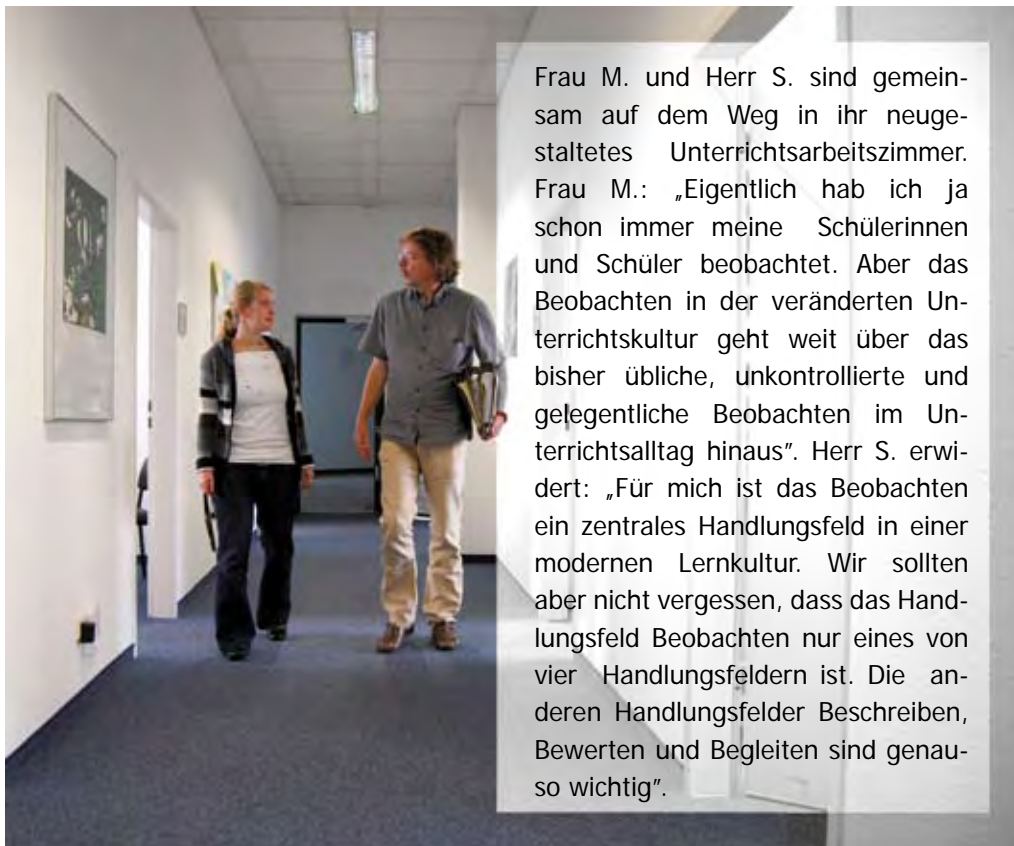 Frau M. und Herr S. sind gemein-
sam auf dem Weg in ihr neuge-
staltetes Unterrichtsarbeitszimmer.
Frau M.: „Eigentlich hab ich ja
schon immer meine Schülerinnen
und Schüler beobachtet. Aber das
Beobachten in der veränderten Un-
terrichtskultur geht weit über das
bisher übliche, unkontrollierte und
gelegentliche Beobachten im Un-
terrichtsalltag hinaus”. Herr S. erwi-
dert: „Für mich ist das Beobachten
ein zentrales Handlungsfeld in einer
modernen Lernkultur. Wir sollten
aber nicht vergessen, dass das Hand-
lungsfeld Beobachten nur eines von
vier Handlungsfeldern ist. Die an-
deren Handlungsfelder Beschreiben,
Bewerten und Begleiten sind genau-
so wichtig”.